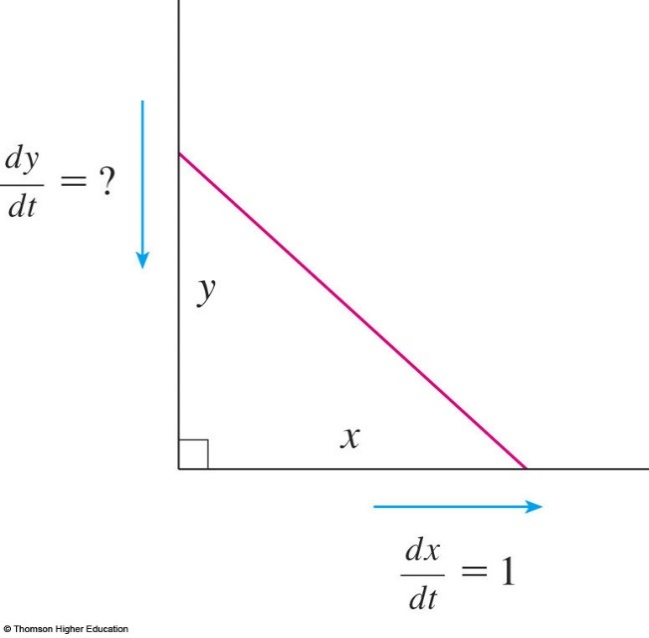 dy/dt = ?
y
x
dx/dt = 1
© Thomson Higher Education